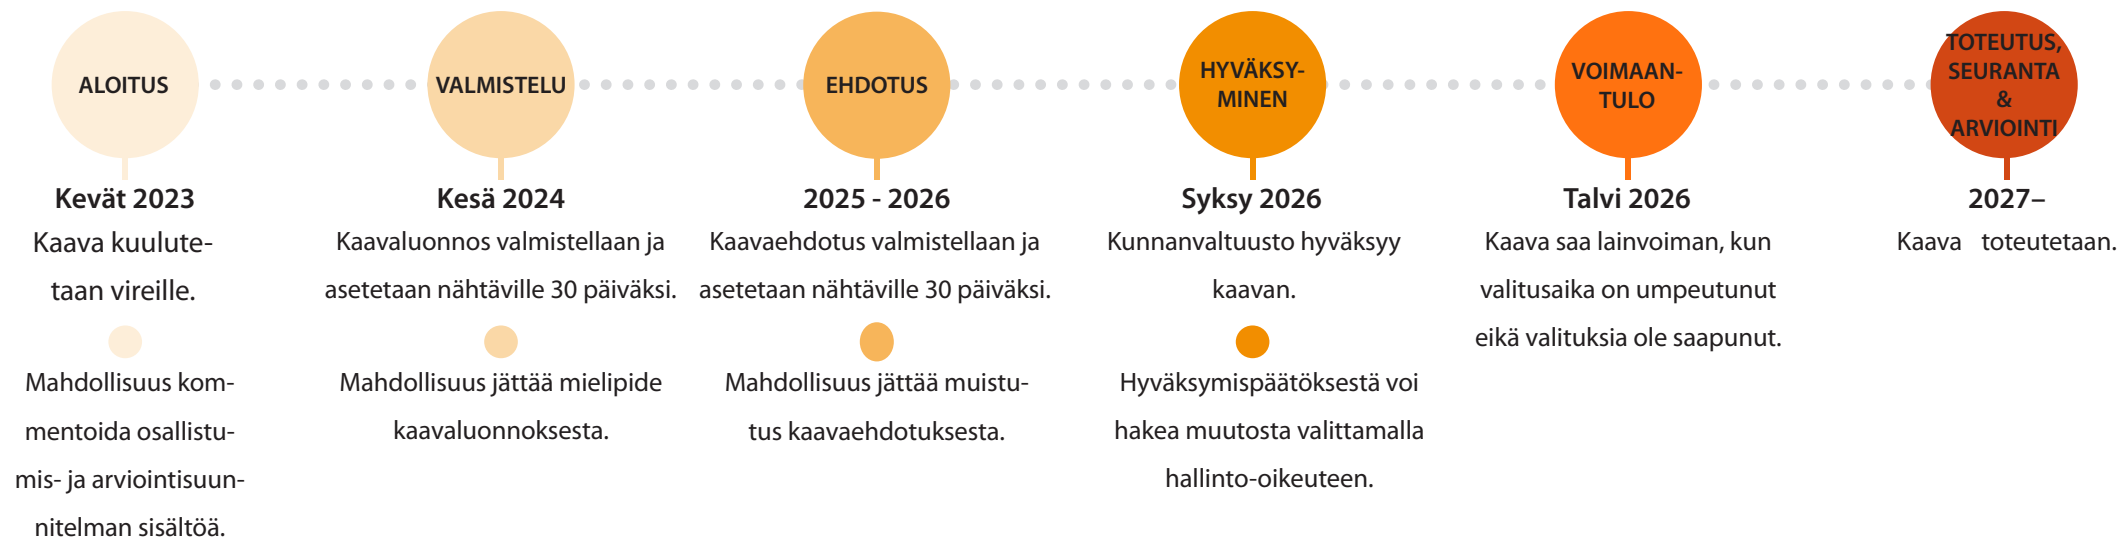 ALOITUS
Kevät 2023
Kaava kuulute-
taan vireille.
Mahdollisuus kom-
mentoida osallistu-
mis- ja arviointisuun-
nitelman sisältöä.
VALMISTELU
Kesä 2024
Kaavaluonnos valmistellaan ja
asetetaan nähtäville 30 päiväksi.
Mahdollisuus jättää mielipide
kaavaluonnoksesta.
EHDOTUS
2025 - 2026
Kaavaehdotus valmistellaan ja
asetetaan nähtäville 30 päiväksi.
Mahdollisuus jättää muistu-
tus kaavaehdotuksesta.
HYVÄKSY-
MINEN
Syksy 2026
Kunnanvaltuusto hyväksyy
kaavan.
Hyväksymispäätöksestä voi
hakea muutosta valittamalla
hallinto-oikeuteen.
VOIMAAN-
TULO
Talvi 2026
Kaava saa lainvoiman, kun
valitusaika on umpeutunut
eikä valituksia ole saapunut.
TOTEUTUS,
SEURANTA
&
ARVIOINTI
2027–
Kaava toteutetaan.